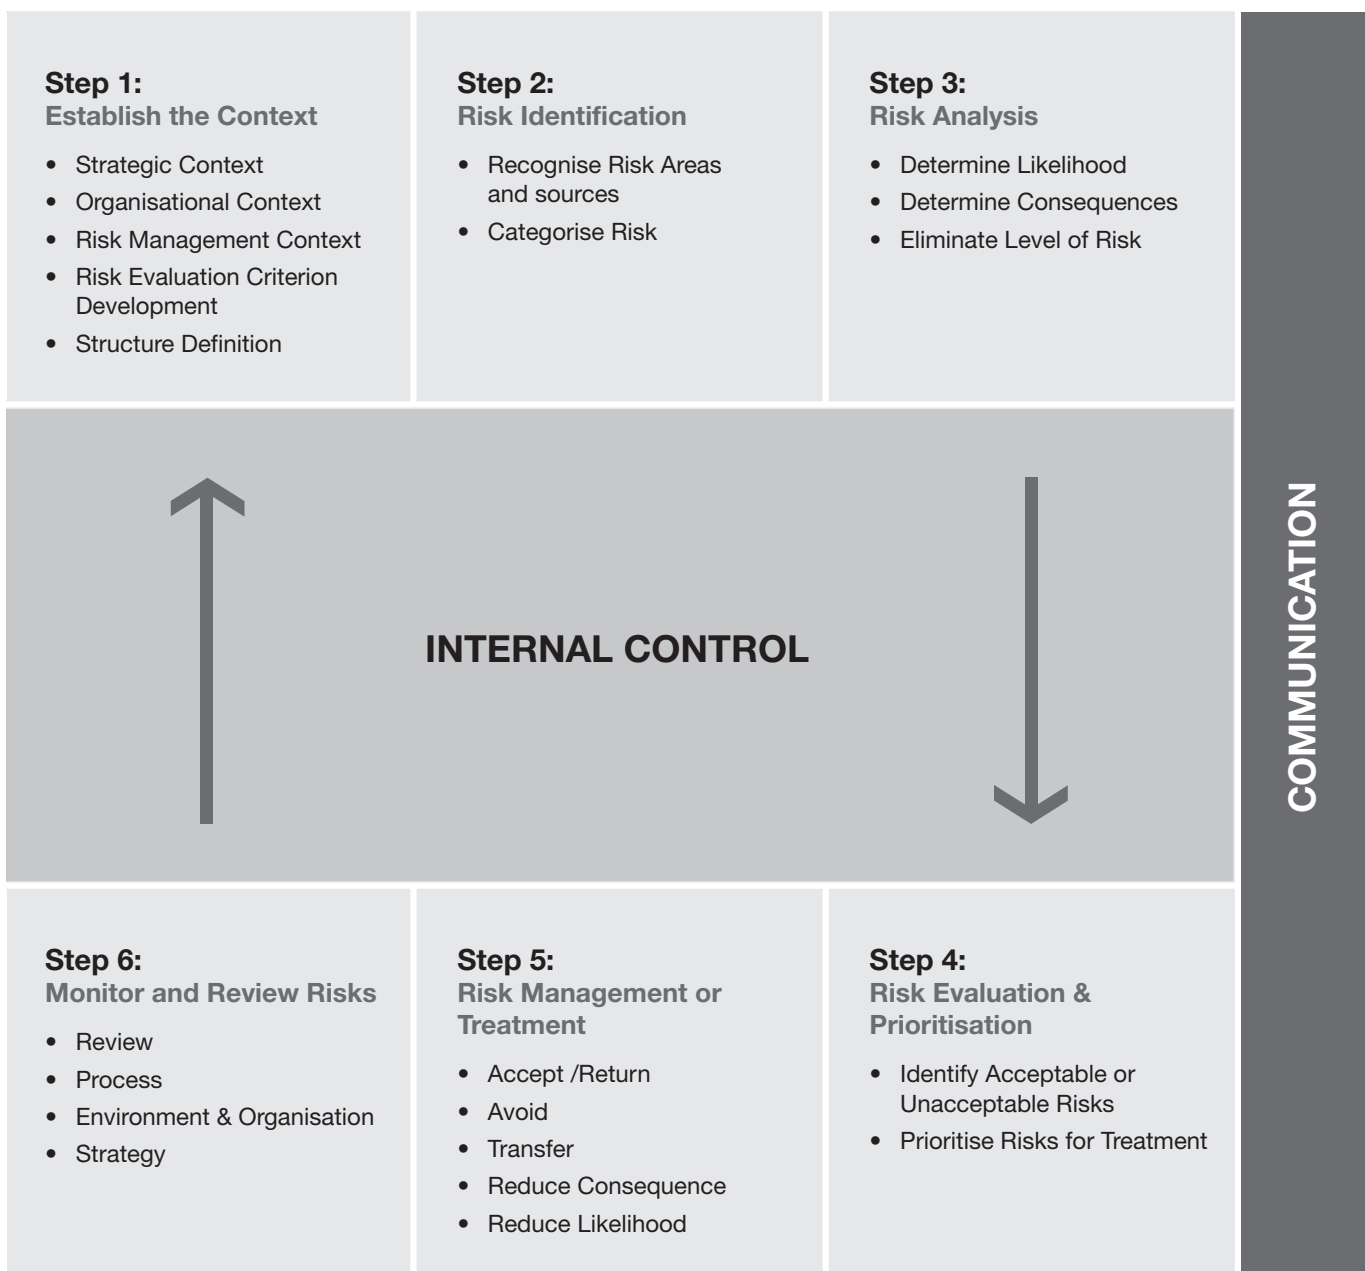 Step 1:
Establish the Context
• Strategic Context
• Organisational Context
• Risk Management Context
• Risk Evaluation Criterion
Development
• Structure Definition
Step 2:
Risk Identification
• Recognise Risk Areas
and sources
• Categorise Risk
Step 3:
Risk Analysis
• Determine Likelihood
• Determine Consequences
• Eliminate Level of Risk
INTERNAL CONTROL
Step 6:
Monitor and Review Risks
• Review
• Process
• Environment & Organisation
• Strategy
Step 5:
Risk Management or
Treatment
• Accept /Return
• Avoid
• Transfer
• Reduce Consequence
• Reduce Likelihood
Step 4:
Risk Evaluation &
Prioritisation
• Identify Acceptable or
Unacceptable Risks
• Prioritise Risks for Treatment
COMMUNICATION